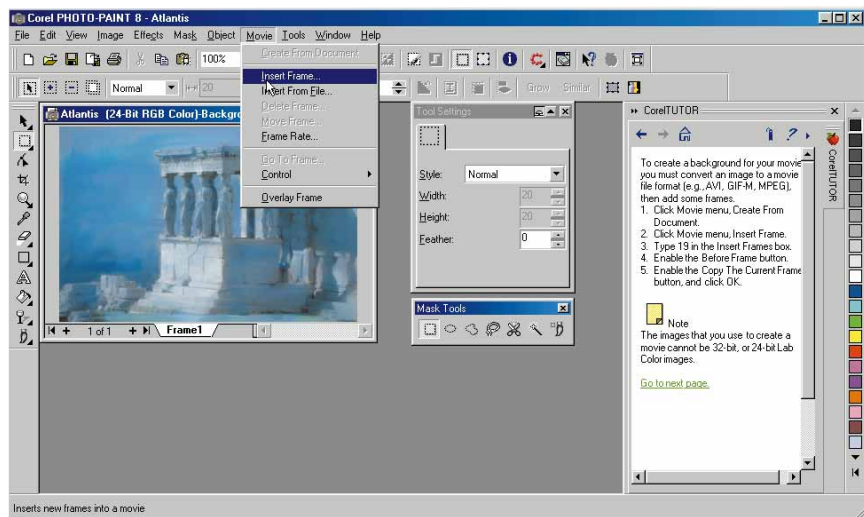 Corel PHOTO-PAINT 8 - Atlantis
File Edit View Image Effects Mask Object Movie Tools Window Help
100%
Normal 20 Grow Similar
Create From Document
Insert Frame...
Insert From File...
Delete Frame...
Move Frame...
Frame Rate...
Go To Frame...
Control
Overlay Frame
Atlantis (24-Bit RGB Color)-Backgro
1 of 1 Frame1
Tool Settings
Style: Normal
Width: 20
Height: 20
Feather: 0
Mask Tools
CorelTUTOR
To create a background for your movie
you must convert an image to a movie
file format (e.g., AVI, GIF-M, MPEG),
then add some frames.
1. Click Movie menu, Create From
Document.
2. Click Movie menu, Insert Frame.
3. Type 19 in the Insert Frames box.
4. Enable the Before Frame button.
5. Enable the Copy The Current Frame
button, and click OK.
Note
The images that you use to create a
movie cannot be 32-bit, or 24-bit Lab
Color images.
Go to next page.
CorelTUTOR
Inserts new frames into a movie